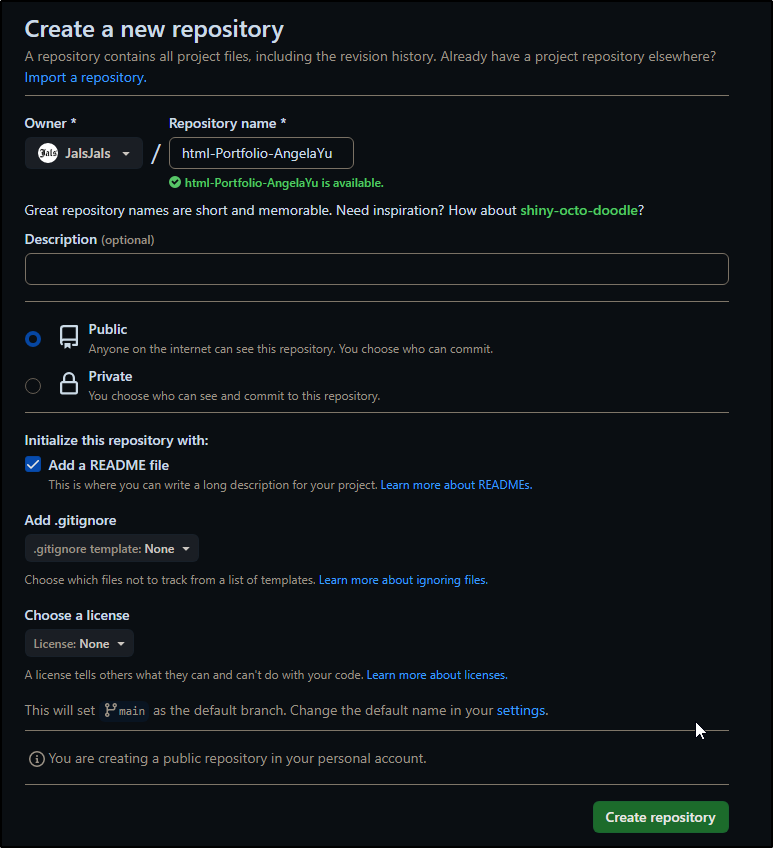 Create a new repository
A repository contains all project files, including the revision history. Already have a project repository elsewhere?
Import a repository.
Owner * Repository name *
Jals JalsJals / html-Portfolio-AngelaYu
html-Portfolio-AngelaYu is available.
Great repository names are short and memorable. Need inspiration? How about shiny-octo-doodle?
Description (optional)
Public
Anyone on the internet can see this repository. You choose who can commit.
Private
You choose who can see and commit to this repository.
Initialize this repository with:
Add a README file
This is where you can write a long description for your project. Learn more about READMEs.
Add .gitignore
.gitignore template: None
Choose which files not to track from a list of templates. Learn more about ignoring files.
Choose a license
License: None
A license tells others what they can and can't do with your code. Learn more about licenses.
This will set main as the default branch. Change the default name in your settings.
You are creating a public repository in your personal account.
Create repository